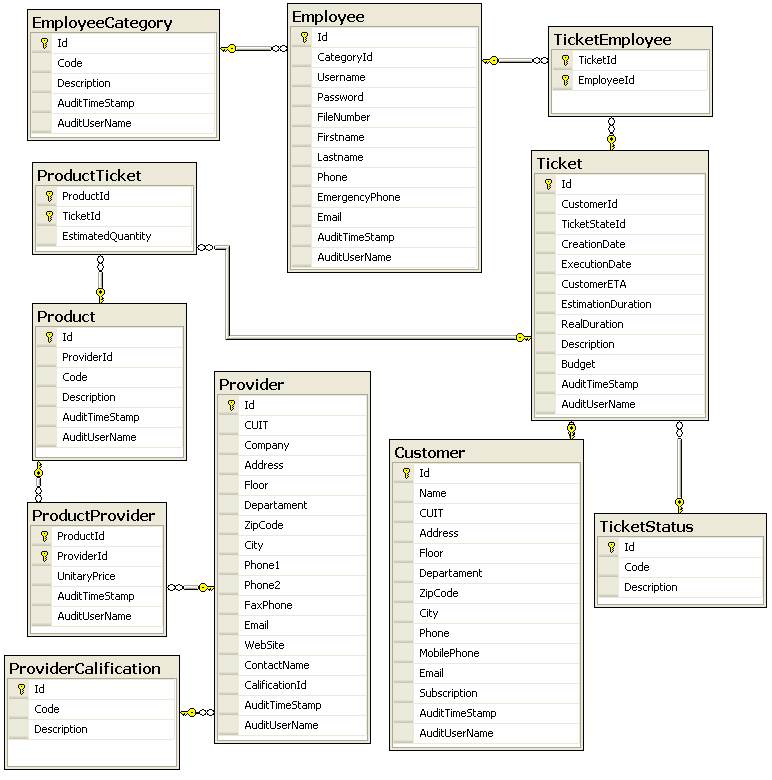 EmployeeCategory
Id
Code
Description
AuditTimeStamp
AuditUserName
Employee
Id
CategoryId
Username
Password
FileNumber
Firstname
Lastname
Phone
EmergencyPhone
Email
AuditTimeStamp
AuditUserName
TicketEmployee
TicketId
EmployeeId
ProductTicket
ProductId
TicketId
EstimatedQuantity
Ticket
Id
CustomerId
TicketStateId
CreationDate
ExecutionDate
CustomerETA
EstimationDuration
RealDuration
Description
Budget
AuditTimeStamp
AuditUserName
Product
Id
ProviderId
Code
Description
AuditTimeStamp
AuditUserName
Provider
Id
CUIT
Company
Address
Floor
Departament
ZipCode
City
Phone1
Phone2
FaxPhone
Email
WebSite
ContactName
CalificationId
AuditTimeStamp
AuditUserName
Customer
Id
Name
CUIT
Address
Floor
Departament
ZipCode
City
Phone
MobilePhone
Email
Subscription
AuditTimeStamp
AuditUserName
ProductProvider
ProductId
ProviderId
UnitaryPrice
AuditTimeStamp
AuditUserName
TicketStatus
Id
Code
Description
ProviderCalification
Id
Code
Description